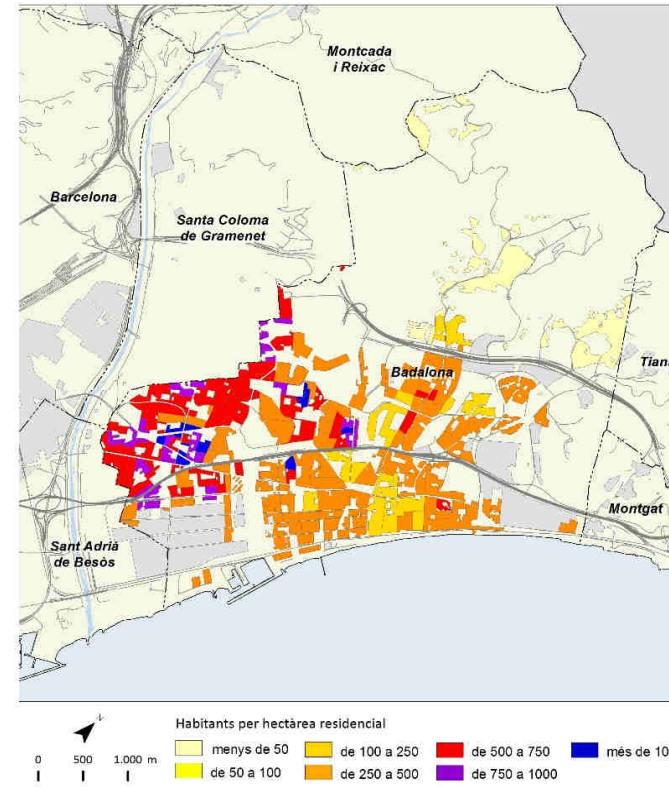 Montcada
i Reixac
Barcelona
Santa Coloma
de Gramenet
Tian
Badalona
Montgat
Sant Adrià
de Besòs
N
Habitants per hectàrea residencial
menys de 50
de 100 a 250
de 500 a 750
més de 10
de 50 a 100
de 250 a 500
de 750 a 1000
0 500 1.000 m